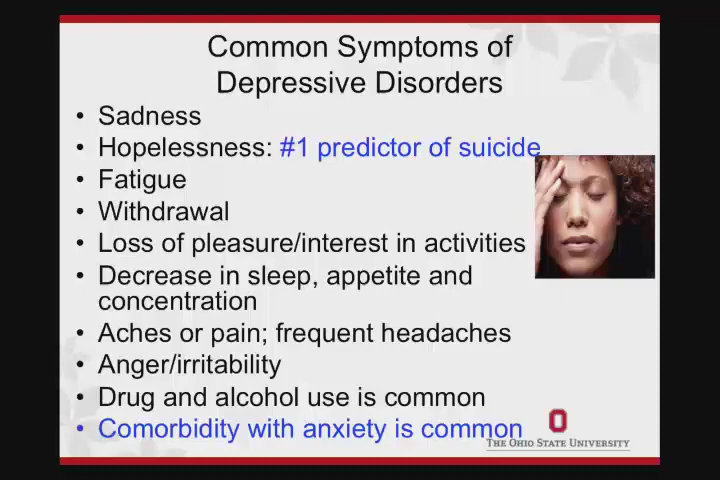 Common Symptoms of
Depressive Disorders
• Sadness
• Hopelessness: #1 predictor of suicide
• Fatigue
• Withdrawal
• Loss of pleasure/interest in activities
• Decrease in sleep, appetite and
concentration
• Aches or pain; frequent headaches
• Anger/irritability
• Drug and alcohol use is common
• Comorbidity with anxiety is common
THE OHIO STATE UNIVERSITY